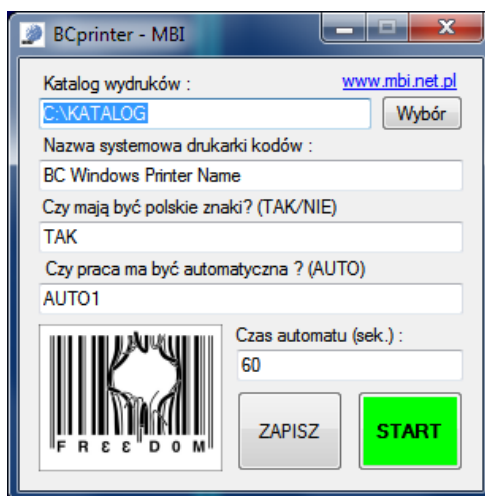 BCprinter - MBI
Katalog wydruków :
www.mbi.net.pl
C:\KATALOG
Wybór
Nazwa systemowa drukarki kodów :
BC Windows Printer Name
Czy mają być polskie znaki? (TAK/NIE)
TAK
Czy praca ma być automatyczna ? (AUTO)
AUTO1
Czas automatu (sek.) :
60
FRεεDOM
ZAPISZ
START